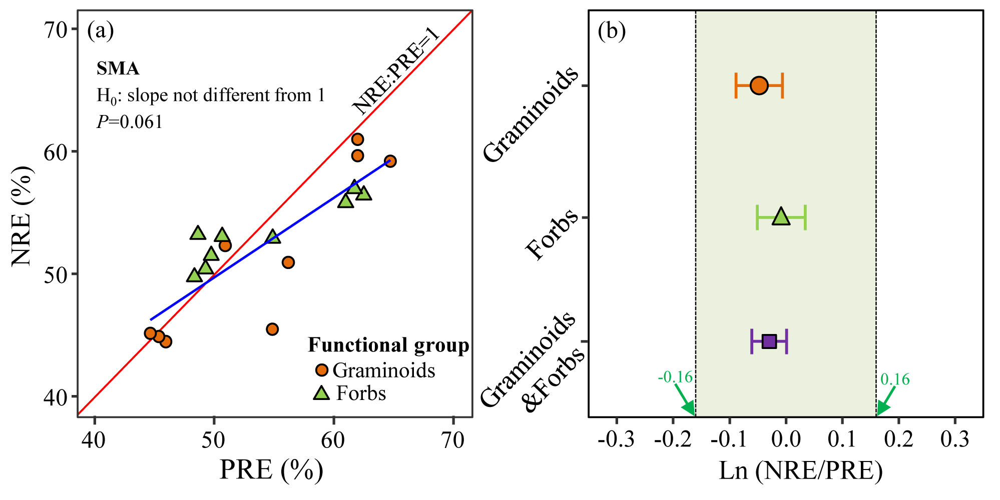 (a)
SMA
H₀: slope not different from 1
P=0.061
NRE:PRE=1
70
60
50
40
NRE (%)
Functional group
Graminoids
Forbs
40 50 60 70
PRE (%)
(b)
Graminoids
Forbs
Graminoids
&Forbs
-0.16
0.16
-0.3 -0.2 -0.1 0.0 0.1 0.2 0.3
Ln (NRE/PRE)